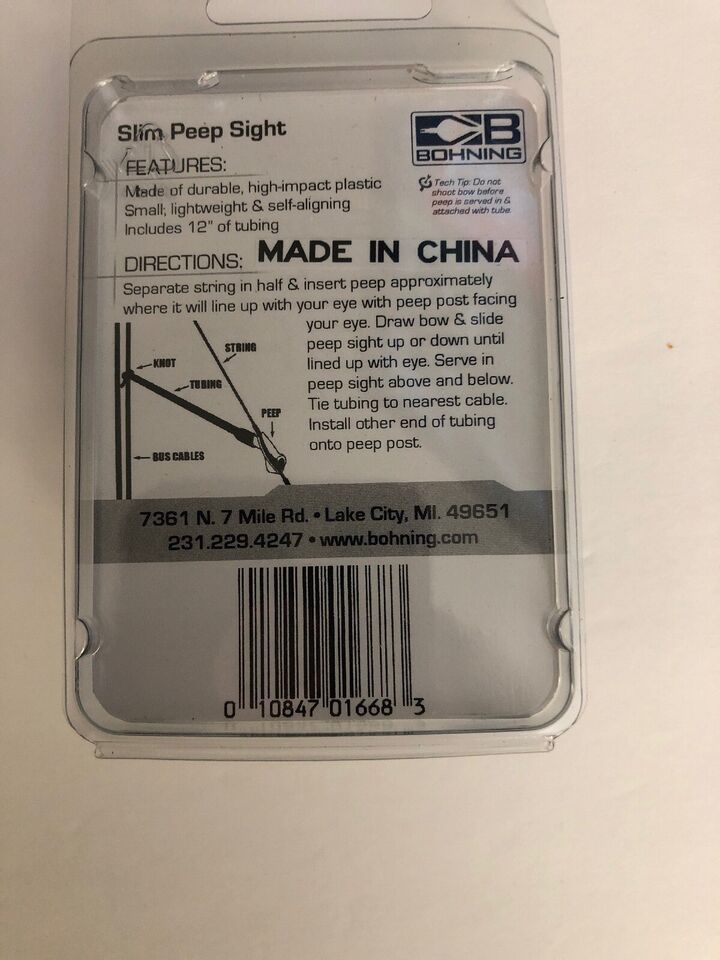 Slim Peep Sight
BOHNING
FEATURES:
Made of durable, high-impact plastic
Small, lightweight & self-aligning
Includes 12" of tubing
Tech Tip: Do not
shoot bow before
peep is served in &
attached with tube.
DIRECTIONS: MADE IN CHINA
Separate string in half & insert peep approximately
where it will line up with your eye with peep post facing
your eye. Draw bow & slide
peep sight up or down until
lined up with eye. Serve in
peep sight above and below.
Tie tubing to nearest cable.
Install other end of tubing
onto peep post.
STRING
KNOT
TUBING
PEEP
BUS CABLES
7361 N. 7 Mile Rd. • Lake City, MI. 49651
231.229.4247 • www.bohning.com
0 10847 01668 3